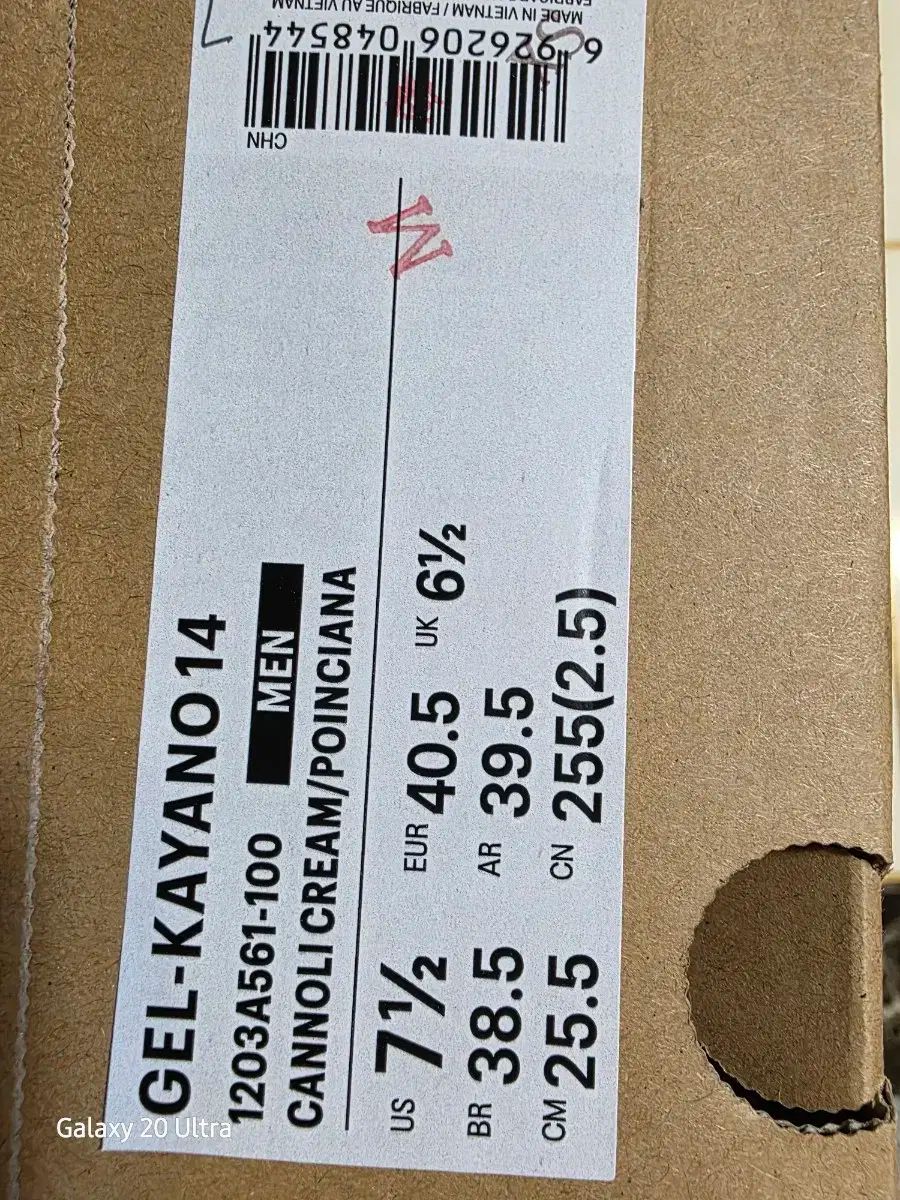 GEL-KAYANO 14
1203A561-100 MEN
CANNOLI CREAM/POINCIANA
US 7½ EUR 40.5 UK 6½
BR 38.5 AR 39.5
CM 25.5 CN 255(2.5)
M
CHN
6 926206 048544
MADE IN VIETNAM / FABRIQUE AU VIETNAM
Galaxy 20 Ultra